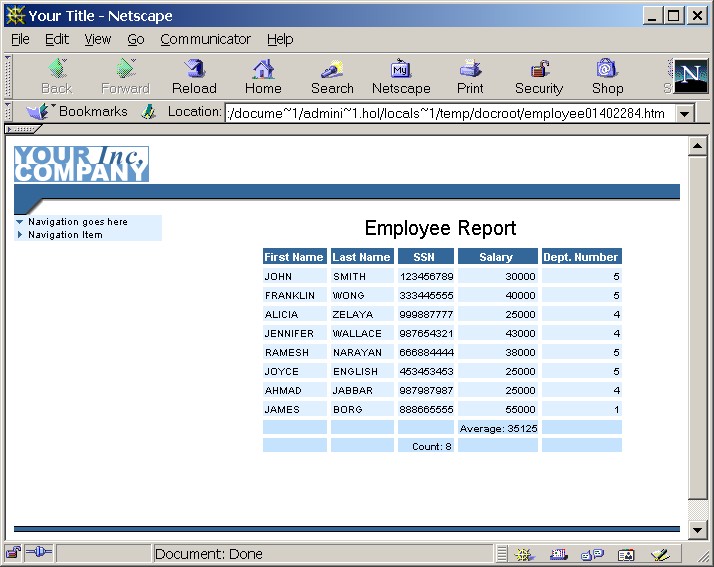 Your Title - Netscape
File Edit View Go Communicator Help
Back Forward Reload Home Search Netscape Print Security Shop
My
N
Bookmarks Location: :/docume~1/admini~1.hol/locals~1/temp/docroot/employee01402284.htm
YOUR Inc.
COMPANY
Navigation goes here
Navigation Item
Employee Report
First Name Last Name SSN Salary Dept. Number
JOHN SMITH 123456789 30000 5
FRANKLIN WONG 333445555 40000 5
ALICIA ZELAYA 999887777 25000 4
JENNIFER WALLACE 987654321 43000 4
RAMESH NARAYAN 666884444 38000 5
JOYCE ENGLISH 453453453 25000 5
AHMAD JABBAR 987987987 25000 4
JAMES BORG 888665555 55000 1
Average: 35125
Count: 8
Document: Done